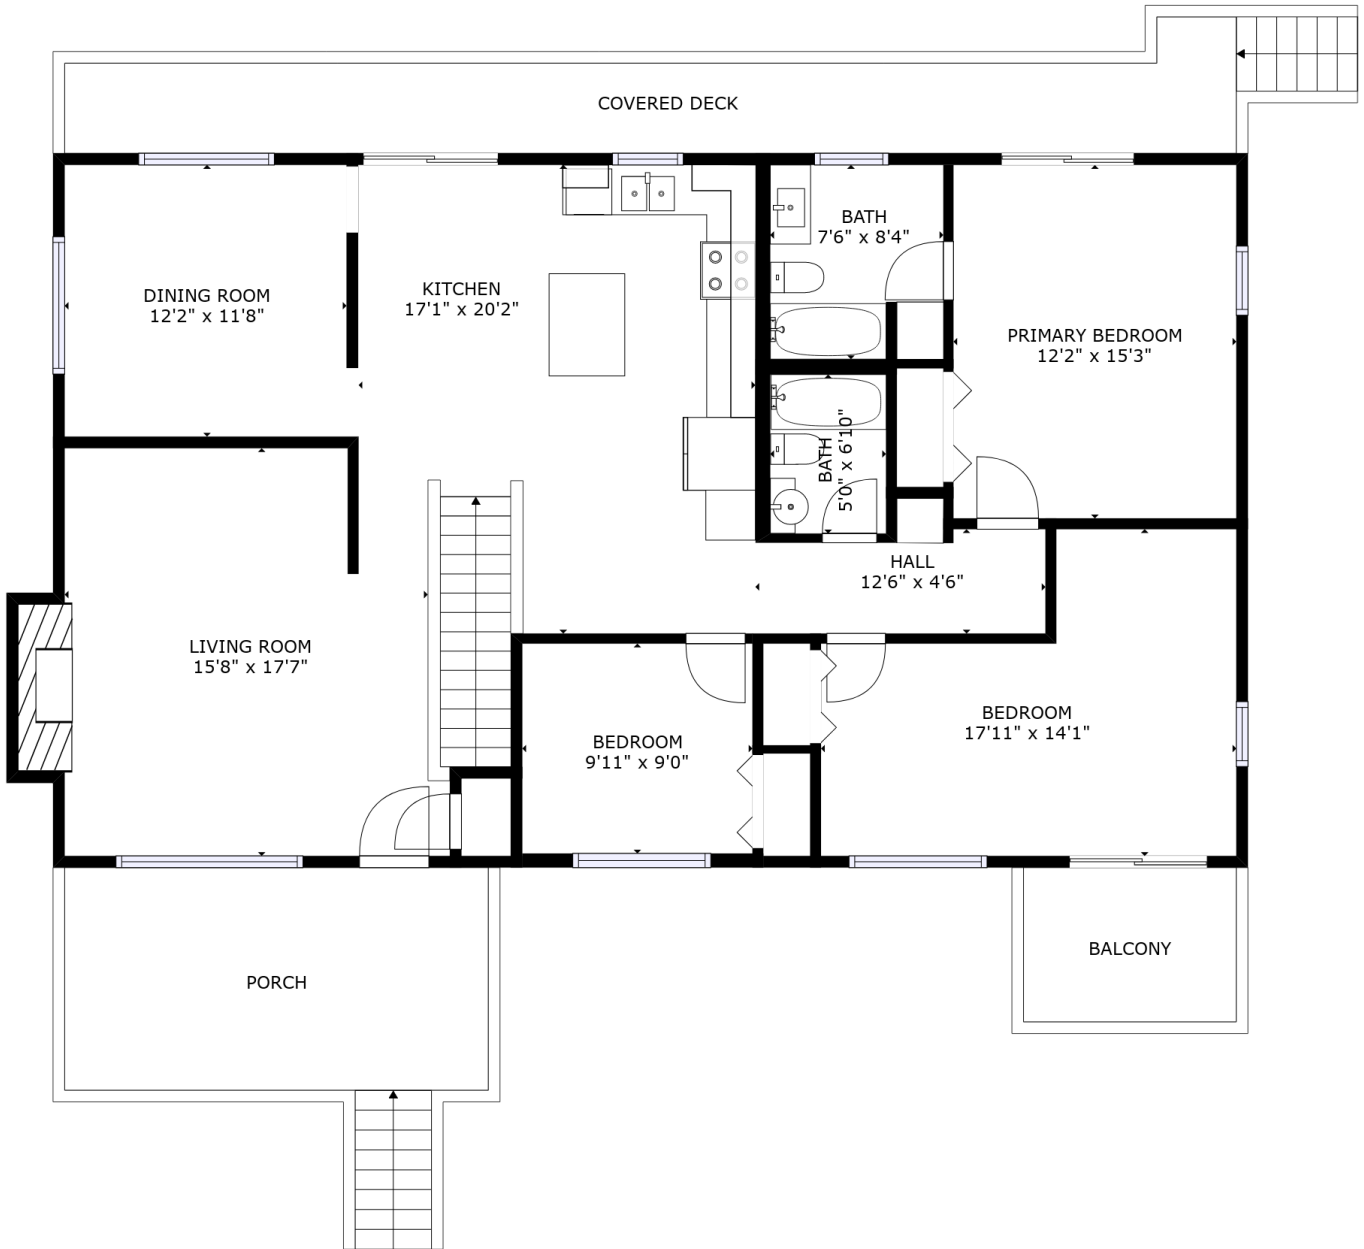 COVERED DECK
BATH
7'6" x 8'4"
KITCHEN
17'1" x 20'2"
DINING ROOM
12'2" x 11'8"
PRIMARY BEDROOM
12'2" x 15'3"
BATH
5'0" x 6'10"
HALL
12'6" x 4'6"
LIVING ROOM
15'8" x 17'7"
BEDROOM
9'11" x 9'0"
BEDROOM
17'11" x 14'1"
BALCONY
PORCH